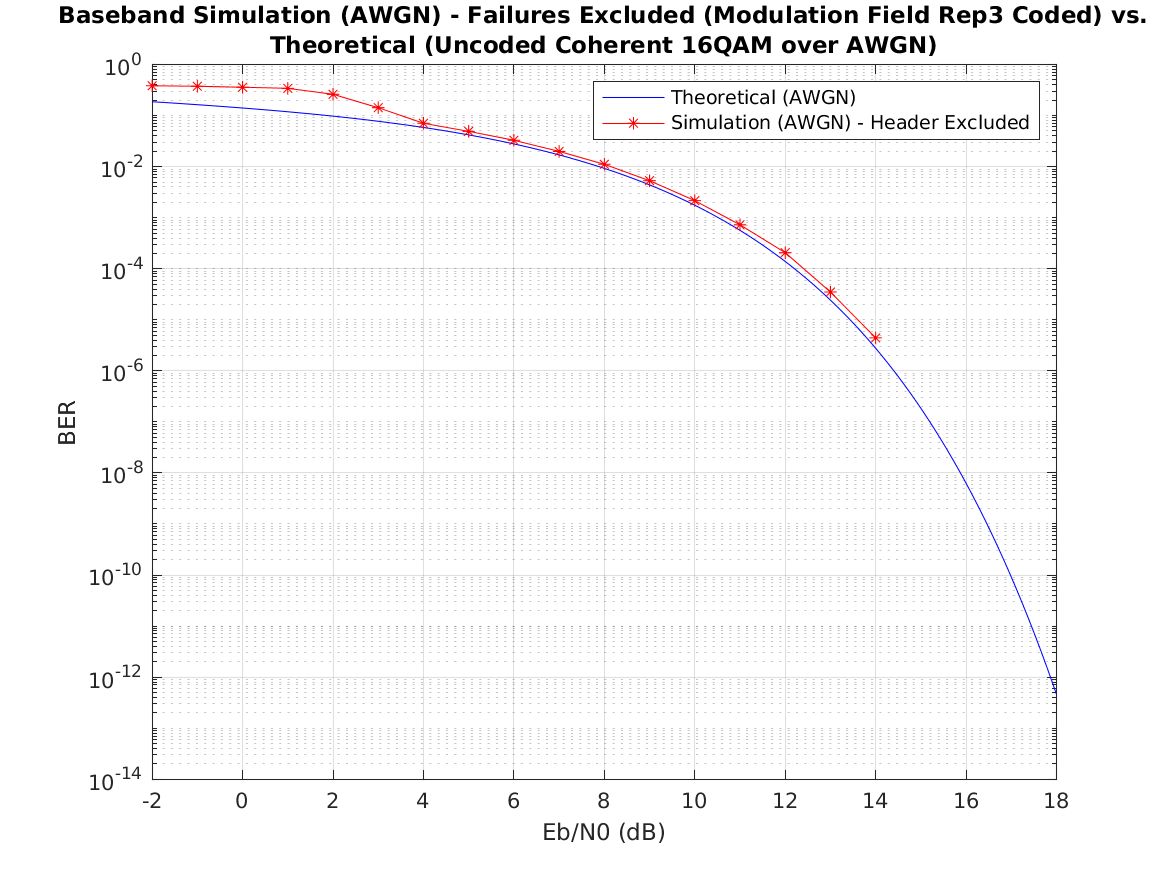 Baseband Simulation (AWGN) - Failures Excluded (Modulation Field Rep3 Coded) vs.
Theoretical (Uncoded Coherent 16QAM over AWGN)
Theoretical (AWGN)
Simulation (AWGN) - Header Excluded
BER
10^0
10^-2
10^-4
10^-6
10^-8
10^-10
10^-12
10^-14
-2 0 2 4 6 8 10 12 14 16 18
Eb/N0 (dB)